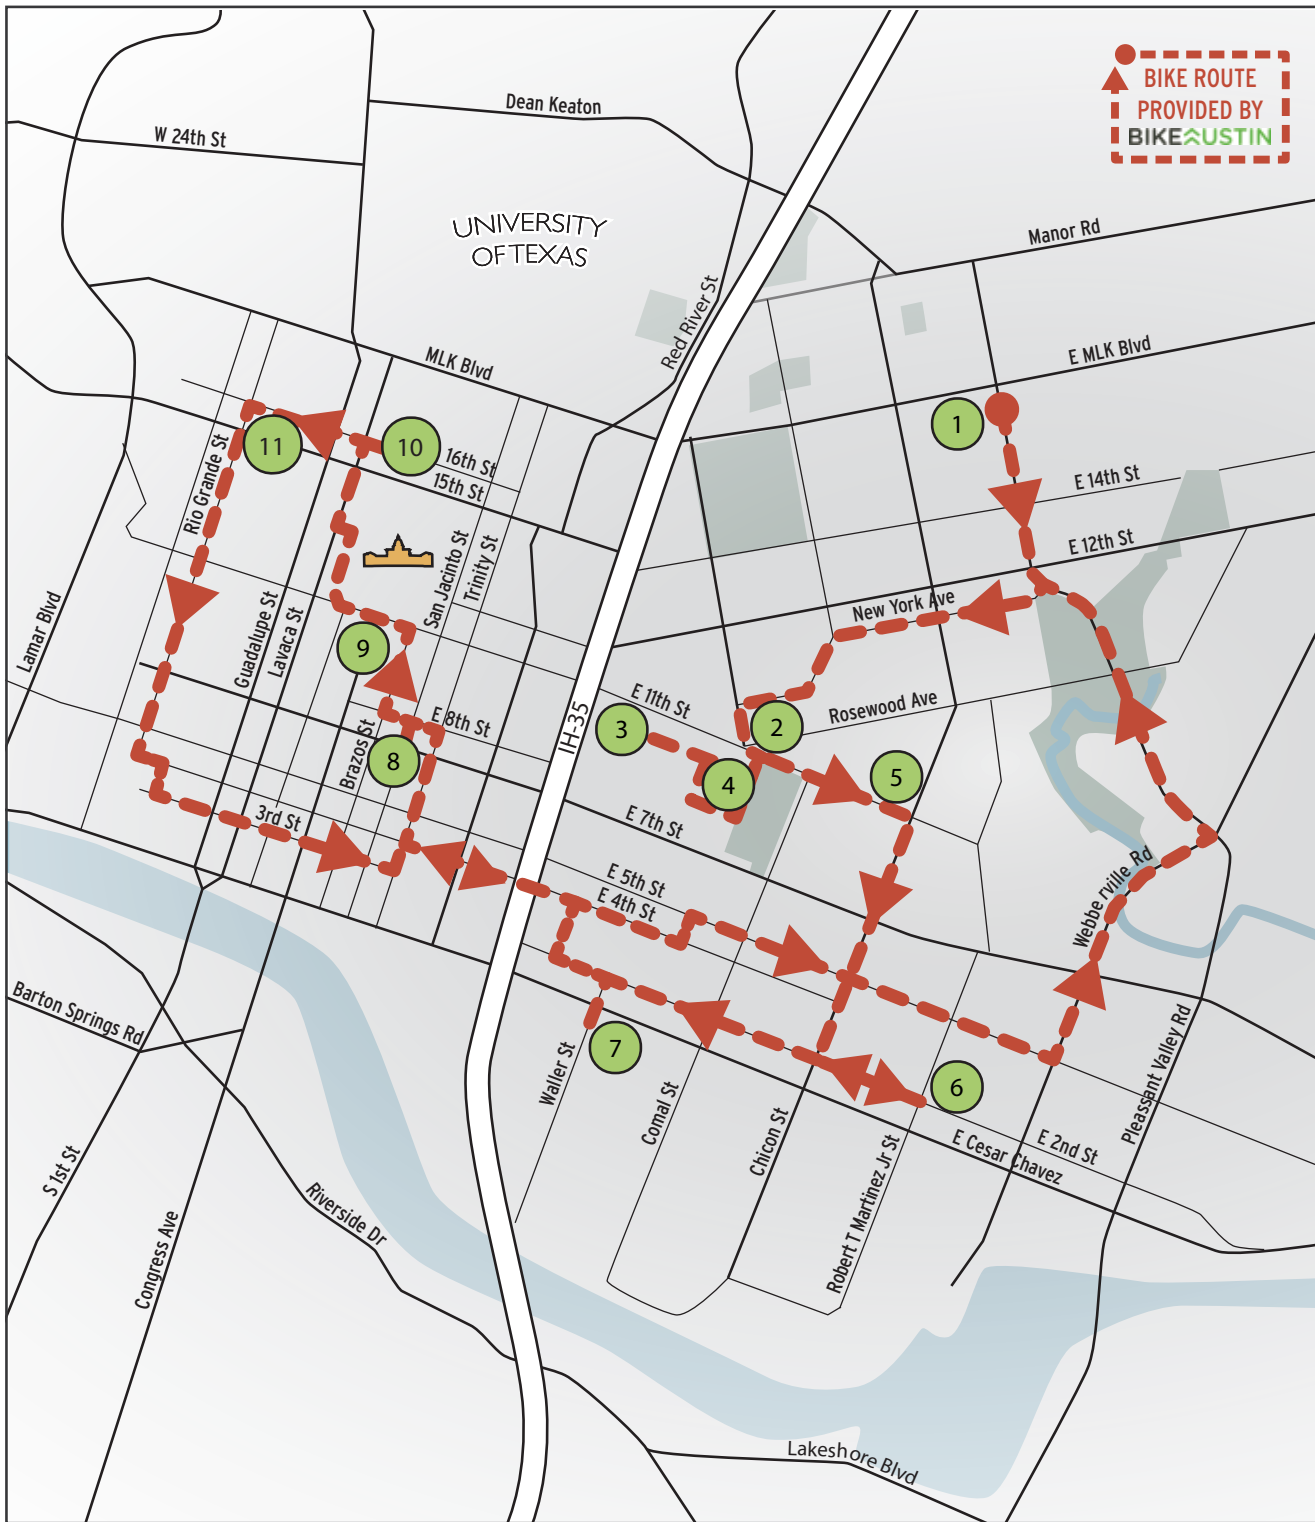 BIKE ROUTE
PROVIDED BY
BIKE AUSTIN
Dean Keaton
W 24th St
UNIVERSITY
OF TEXAS
Manor Rd
Red River St
MLK Blvd
E MLK Blvd
1
11
10
16th St
15th St
Rio Grande St
E 14th St
E 12th St
San Jacinto St
Trinity St
New York Ave
Lamar Blvd
Guadalupe St
Lavaca St
9
E 11th St
Rosewood Ave
3
2
E 8th St
Brazos St
8
IH-35
4
5
3rd St
E 7th St
E 5th St
E 4th St
Webberville Rd
Barton Springs Rd
Waller St
7
6
Comal St
Chicon St
Robert T Martinez Jr St
E Cesar Chavez
E 2nd St
Pleassant Valley Rd
S 1st St
Congress Ave
Riverside Dr
Lakeshore Blvd